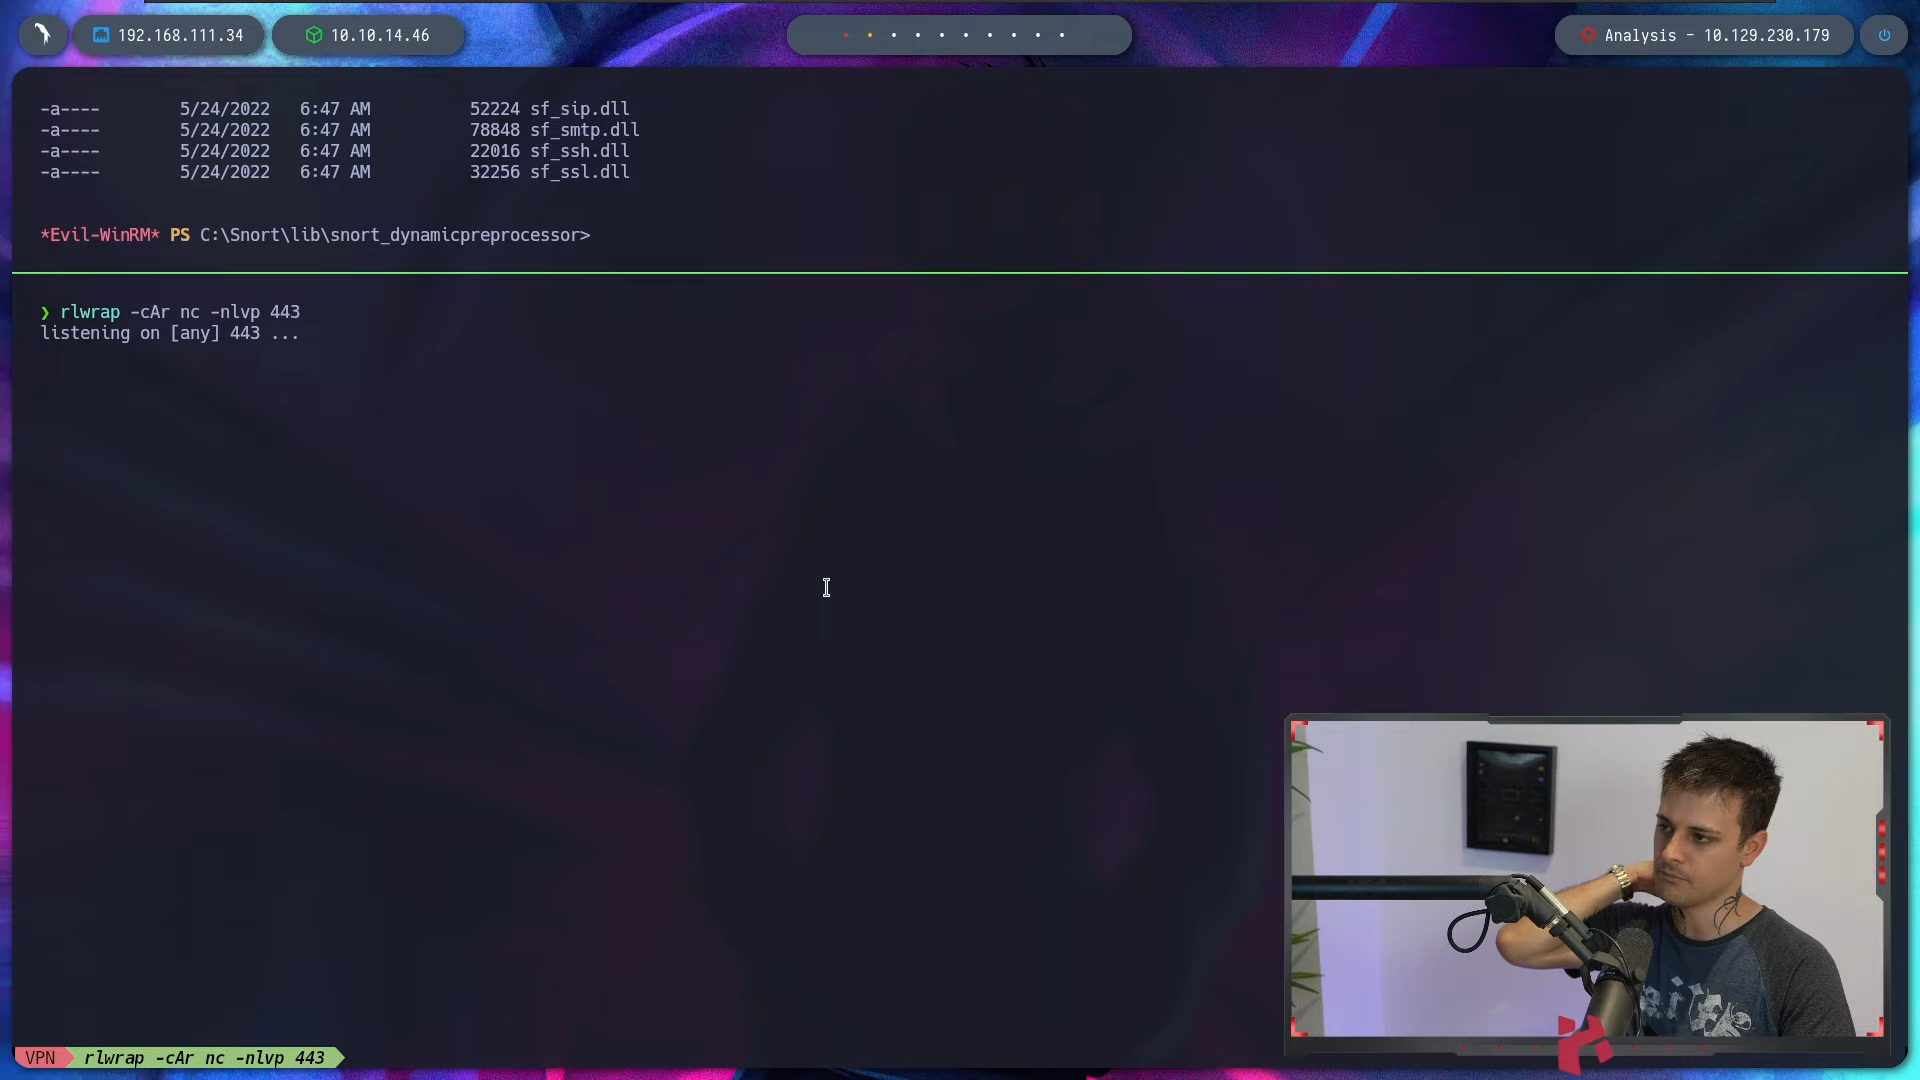 192.168.111.34
10.10.14.46
Analysis - 10.129.230.179
-a---- 5/24/2022 6:47 AM 52224 sf_sip.dll
-a---- 5/24/2022 6:47 AM 78848 sf_smtp.dll
-a---- 5/24/2022 6:47 AM 22016 sf_ssh.dll
-a---- 5/24/2022 6:47 AM 32256 sf_ssl.dll
*Evil-WinRM* PS C:\Snort\lib\snort_dynamicpreprocessor>
❯ rlwrap -cAr nc -nlvp 443
listening on [any] 443 ...
VPN rlwrap -cAr nc -nlvp 443